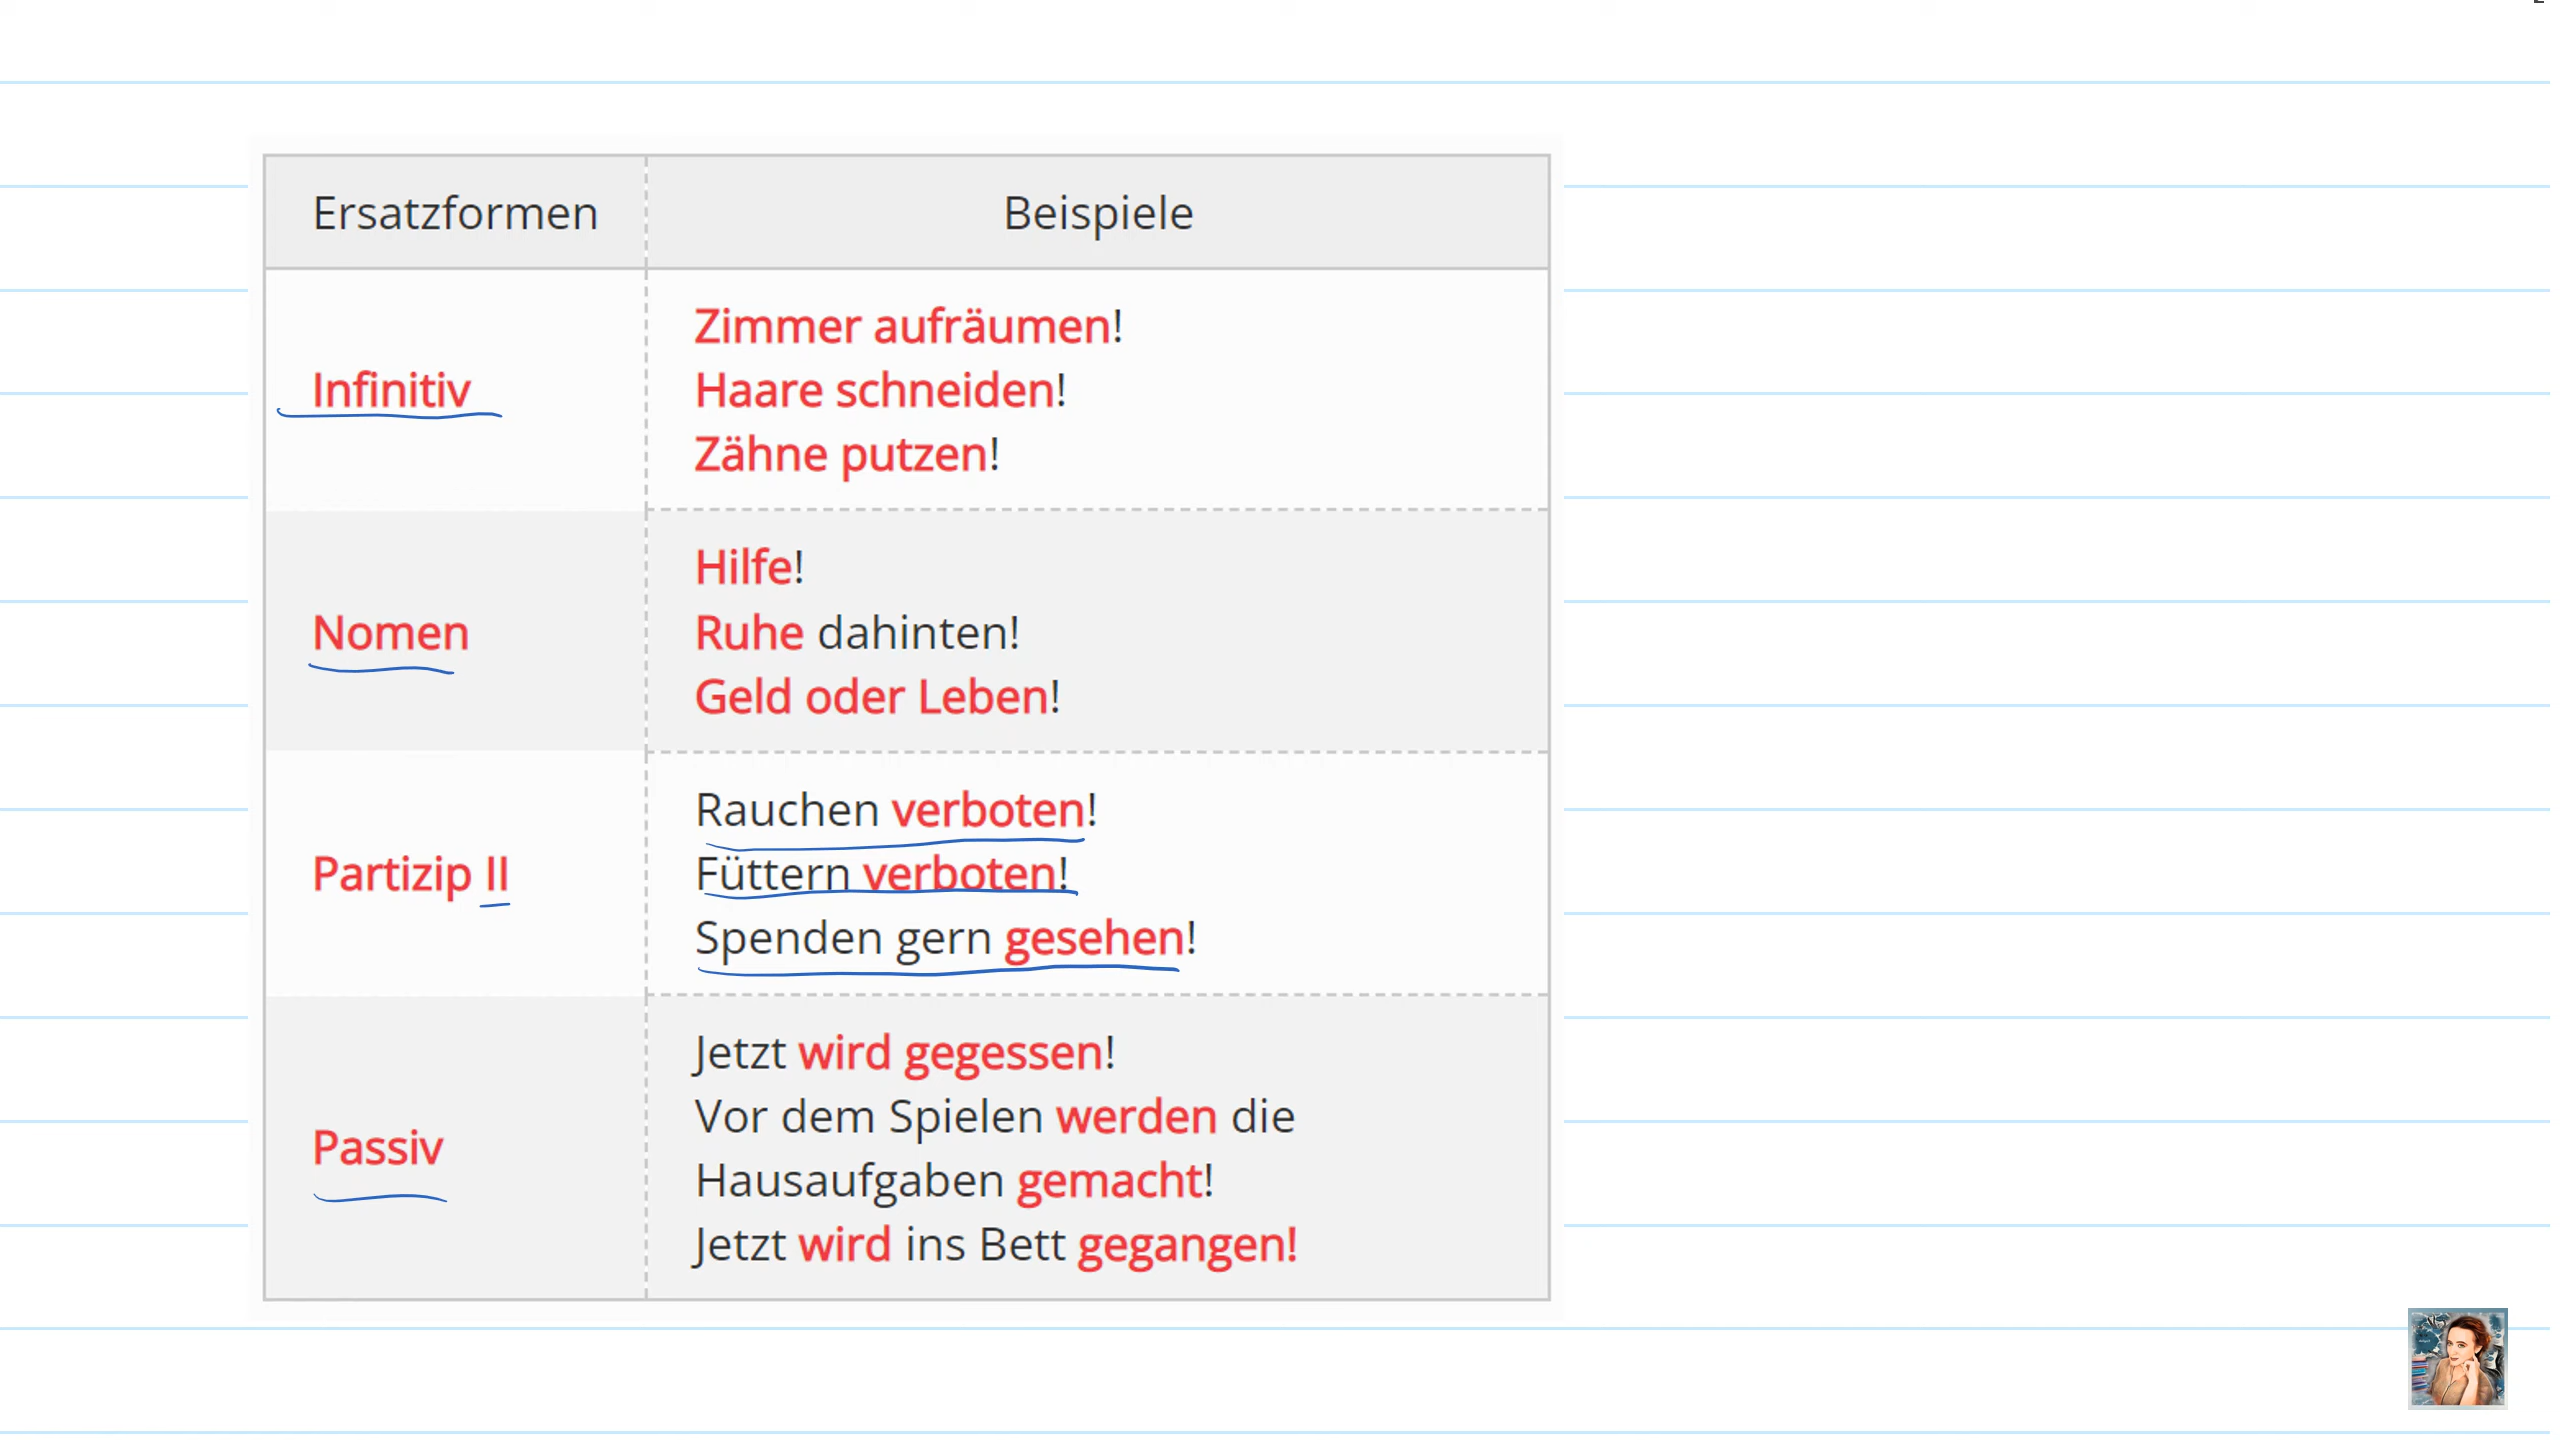 Ersatzformen Beispiele
Infinitiv
Zimmer aufräumen!
Haare schneiden!
Zähne putzen!
Nomen
Hilfe!
Ruhe dahinten!
Geld oder Leben!
Partizip II
Rauchen verboten!
Füttern verboten!
Spenden gern gesehen!
Passiv
Jetzt wird gegessen!
Vor dem Spielen werden die
Hausaufgaben gemacht!
Jetzt wird ins Bett gegangen!